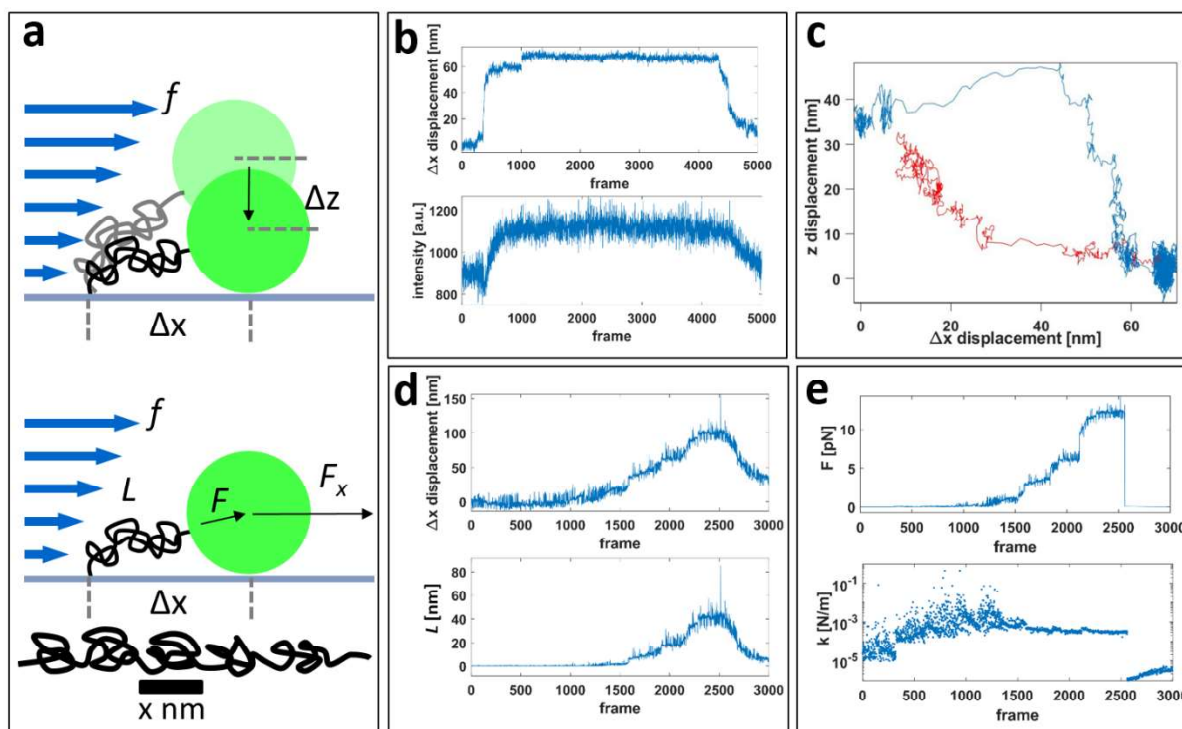 a
f
Δz
Δx
f
L
F
Fx
Δx
x nm
b
Δx displacement [nm]
60
40
20
0
0 1000 2000 3000 4000 5000
frame
intensity [a.u.]
1200
1000
800
0 1000 2000 3000 4000 5000
frame
c
z displacement [nm]
40
30
20
10
0
0 20 40 60
Δx displacement [nm]
d
Δx displacement [nm]
150
100
50
0
0 500 1000 1500 2000 2500 3000
frame
L [nm]
80
60
40
20
0
0 500 1000 1500 2000 2500 3000
frame
e
F [pN]
10
5
0
0 500 1000 1500 2000 2500 3000
frame
k [N/m]
10-1
10-3
10-5
0 500 1000 1500 2000 2500 3000
frame